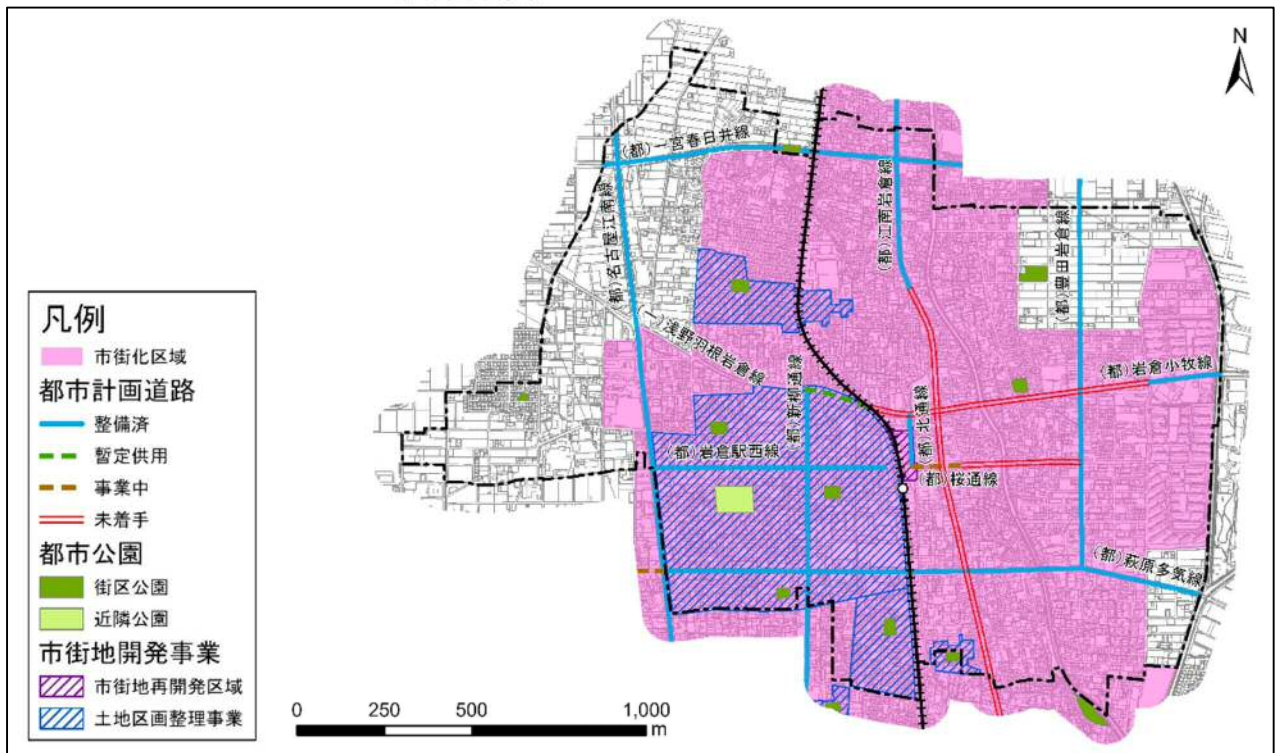 N
(都)一宮春日井線
(都)名古屋江南線
(都)江南岩倉線
(都)豊田岩倉線
(一)浅野羽根岩倉線
(都)新柳通線
(都)岩倉小牧線
(都)北通線
(都)岩倉駅西線
(都)桜通線
(都)萩原多気線
凡例
市街化区域
都市計画道路
整備済
暫定供用
事業中
未着手
都市公園
街区公園
近隣公園
市街地開発事業
市街地再開発区域
土地区画整理事業
0 250 500 1,000
m